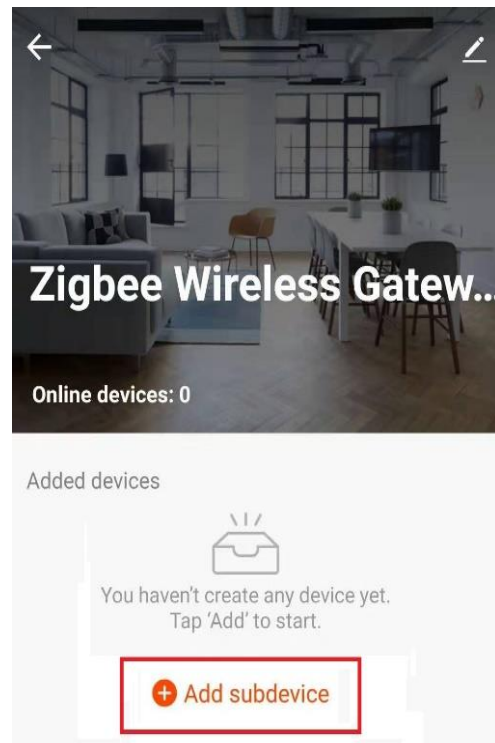 Zigbee Wireless Gatew...
Online devices: 0
Added devices
You haven't create any device yet.
Tap 'Add' to start.
Add subdevice